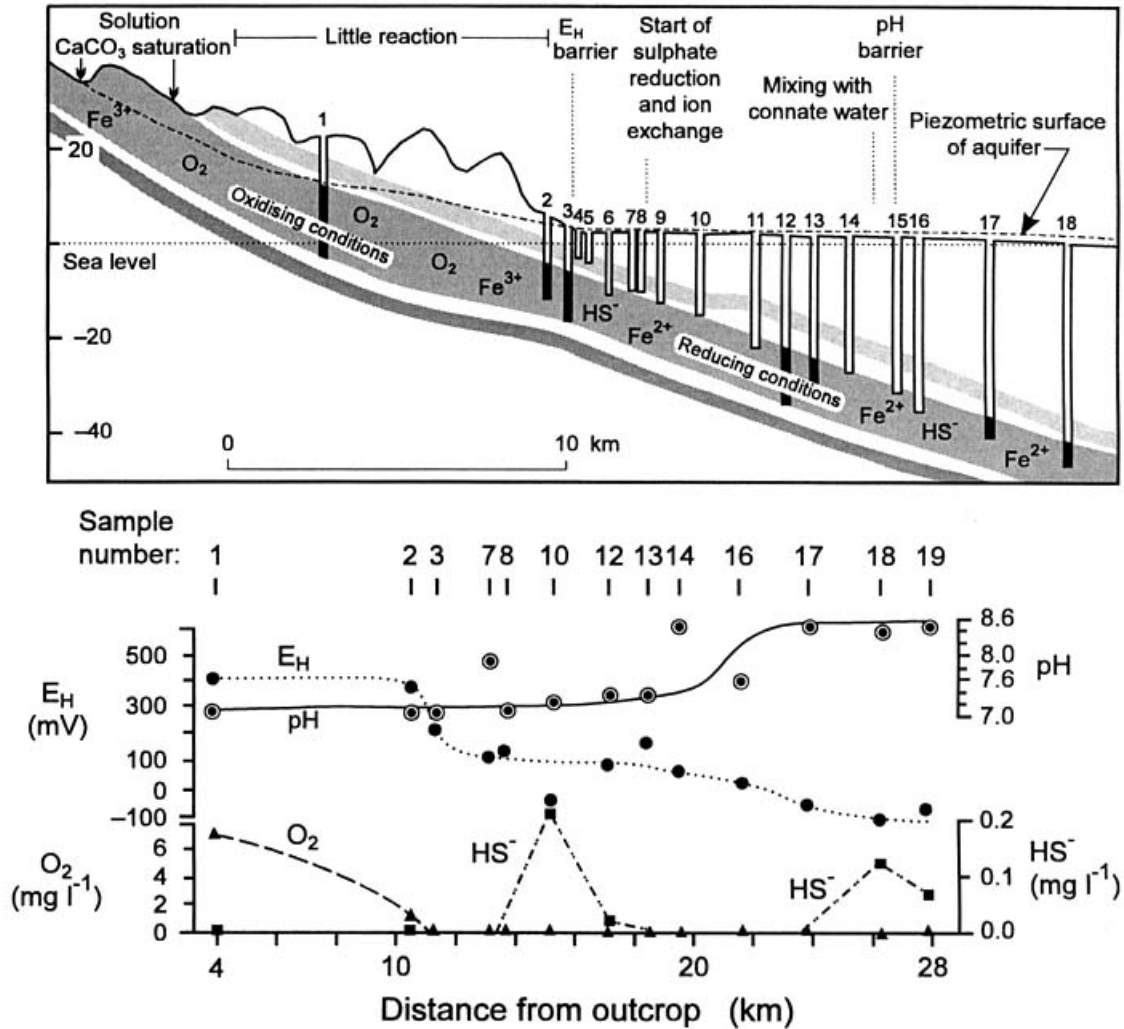 Solution
CaCO₃ saturation
Little reaction
E_H
barrier
Start of
sulphate
reduction
and ion
exchange
Mixing with
connate water
pH
barrier
Piezometric surface
of aquifer
Fe³⁺
20
O₂
1
Oxidising conditions
O₂
O₂
Fe³⁺
Sea level
2 3 4 5 6 7 8 9 10 11 12 13 14 15 16 17 18
HS⁻
Fe²⁺
Reducing conditions
Fe²⁺
HS⁻
Fe²⁺
–20
–40
0 10 km
Sample
number: 1 2 3 7 8 10 12 13 14 16 17 18 19
E_H
(mV)
500
300
100
0
–100
E_H
pH
8.6
8.0
7.6
7.0
pH
O₂
(mg l⁻¹)
6
4
2
0
O₂
HS⁻
HS⁻
0.2
0.1
0.0
HS⁻
(mg l⁻¹)
4 10 20 28
Distance from outcrop (km)